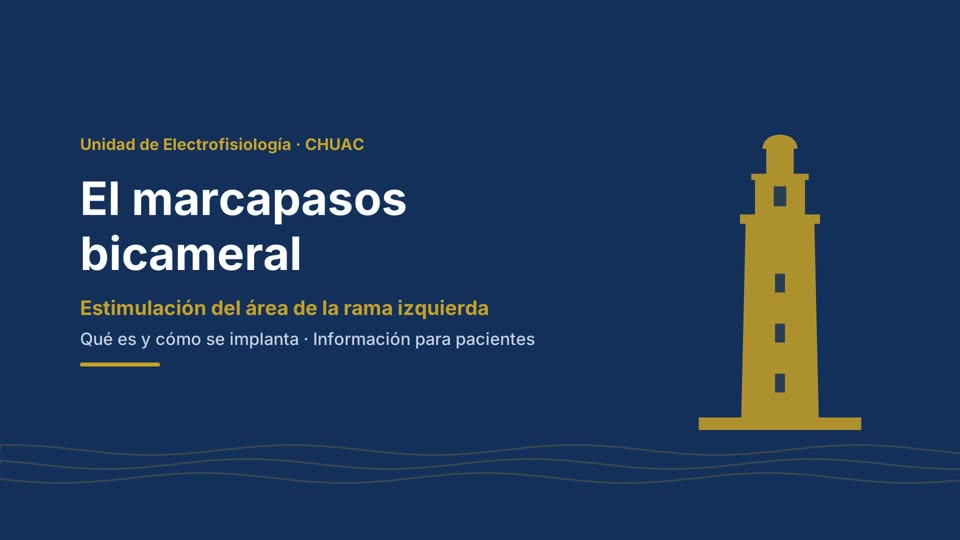 Unidad de Electrofisiología · CHUAC
El marcapasos
bicameral
Estimulación del área de la rama izquierda
Qué es y cómo se implanta · Información para pacientes